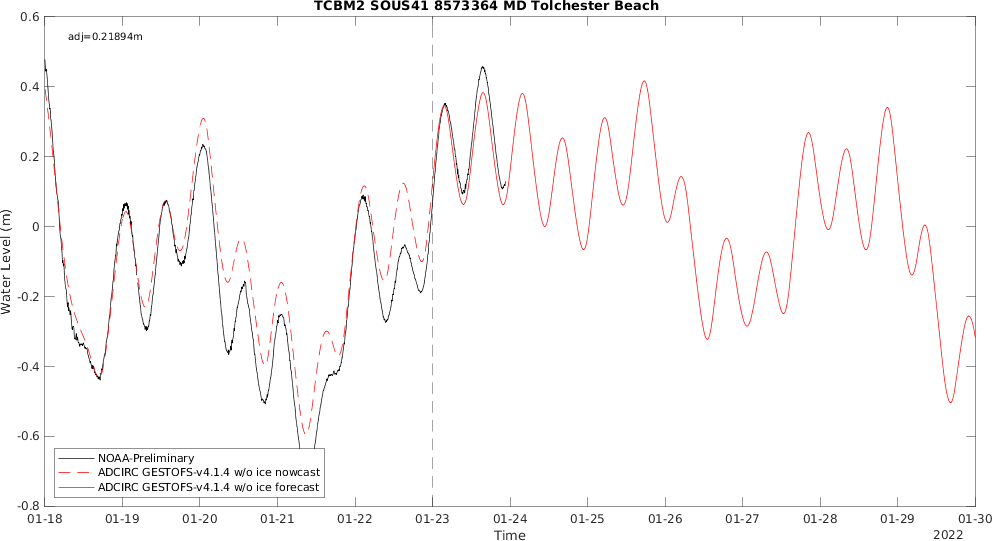 TCBM2 SOUS41 8573364 MD Tolchester Beach
adj=0.21894m
0.6
0.4
0.2
0
-0.2
-0.4
-0.6
-0.8
Water Level (m)
NOAA-Preliminary
ADCIRC GESTOFS-v4.1.4 w/o ice nowcast
ADCIRC GESTOFS-v4.1.4 w/o ice forecast
01-18 01-19 01-20 01-21 01-22 01-23 01-24 01-25 01-26 01-27 01-28 01-29 01-30
Time
2022